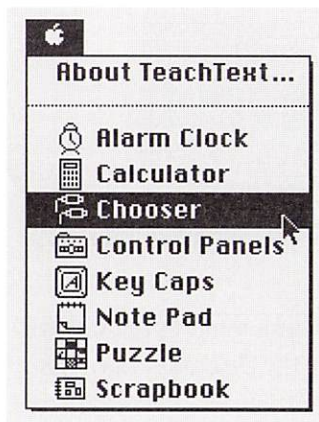 About TeachText...
Alarm Clock
Calculator
Chooser
Control Panels
Key Caps
Note Pad
Puzzle
Scrapbook